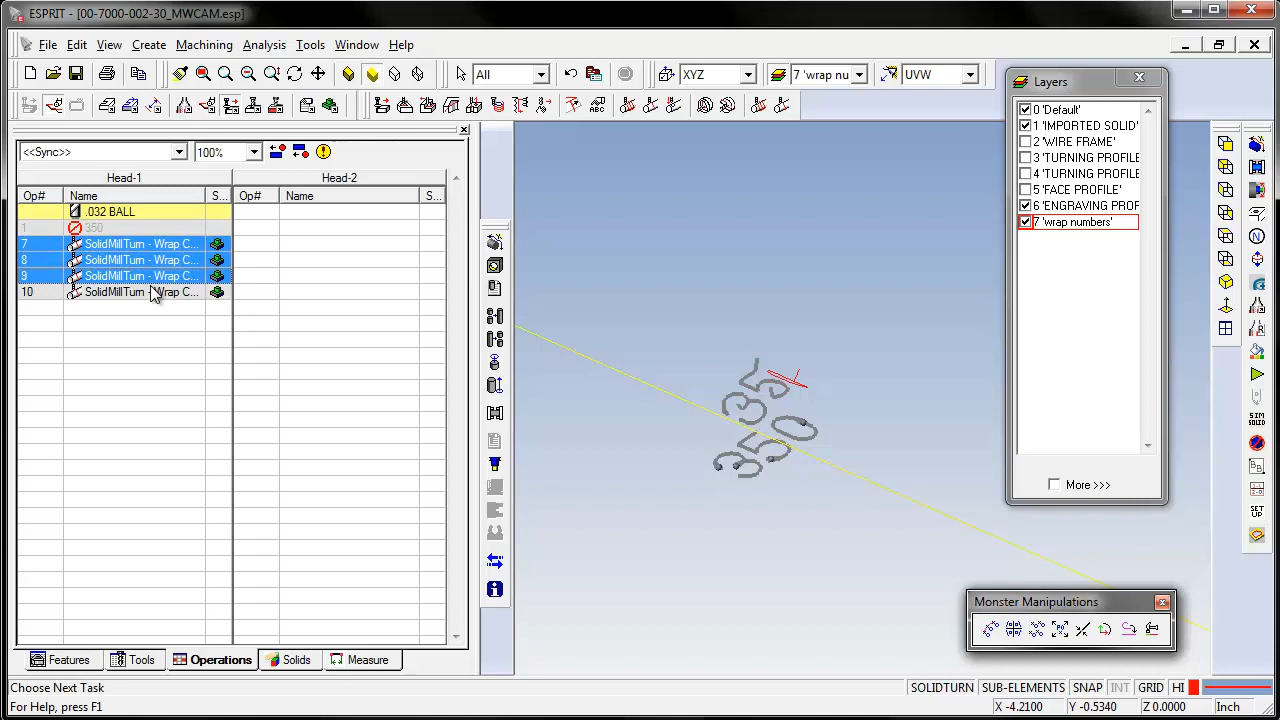 ESPRIT - [00-7000-002-30_MWCAM.esp]
File Edit View Create Machining Analysis Tools Window Help
All XYZ 7 'wrap nu UVW
<<Sync>> 100%
Head-1 Head-2
Op# Name S... Op# Name S...
.032 BALL
1 350
7 SolidMillTurn - Wrap C...
8 SolidMillTurn - Wrap C...
9 SolidMillTurn - Wrap C...
10 SolidMillTurn - Wrap C...
350
35
Layers
0 'Default'
1 'IMPORTED SOLID'
2 'WIRE FRAME'
3 'TURNING PROFILE
4 'TURNING PROFILE
5 'FACE PROFILE'
6 'ENGRAVING PROF
7 'wrap numbers'
More >>>
Monster Manipulations
SIM SOLID
SET UP
Features Tools Operations Solids Measure
Choose Next Task
SOLIDTURN SUB-ELEMENTS SNAP INT GRID HI
For Help, press F1
X -4.2100 Y -0.5340 Z 0.0000 Inch